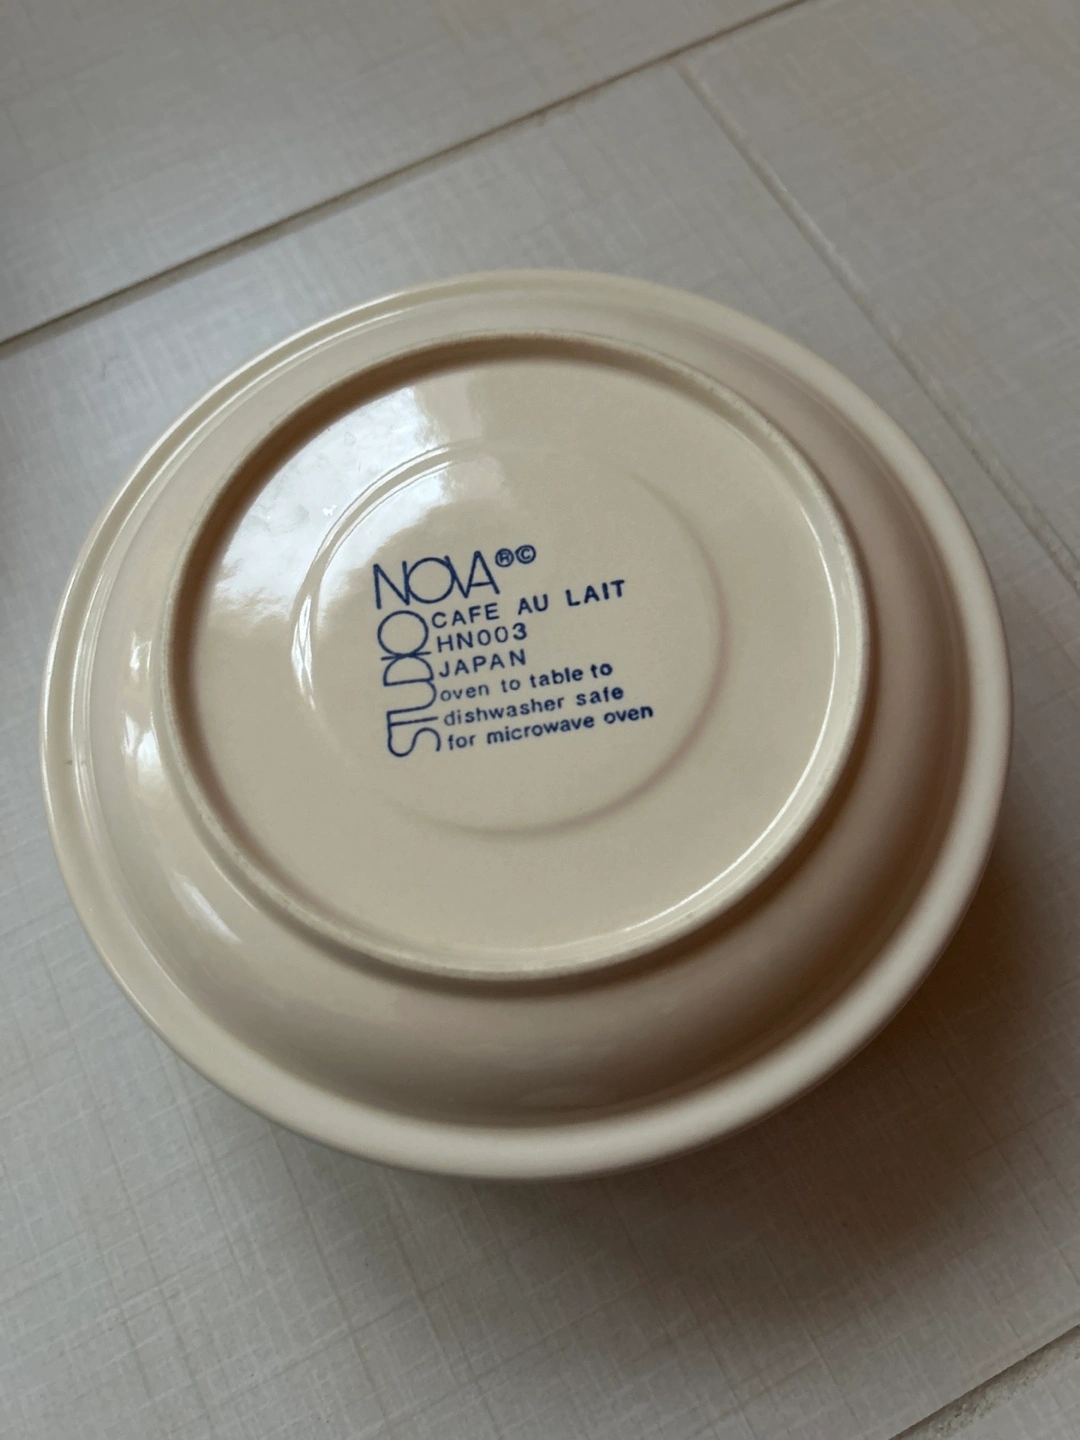 NOVA®©
STUDIO
CAFE AU LAIT
HN003
JAPAN
oven to table to
dishwasher safe
for microwave oven